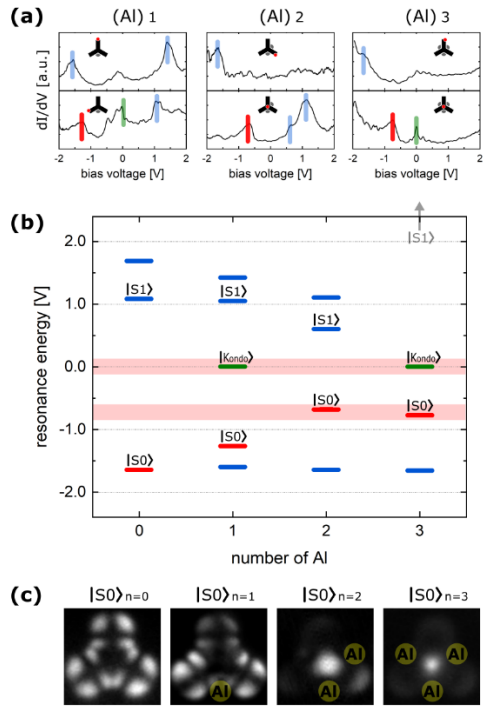 (a) (Al) 1 (Al) 2 (Al) 3
dI/dV [a.u.]
-2 -1 0 1 2 -2 -1 0 1 2 -2 -1 0 1 2
bias voltage [V] bias voltage [V] bias voltage [V]
(b)
resonance energy [V]
2.0
|S1⟩
|S1⟩ |S1⟩
1.0
|S1⟩
|Kondo⟩ |Kondo⟩
0.0
|S0⟩ |S0⟩
-1.0
|S0⟩
|S0⟩
-2.0
0 1 2 3
number of Al
(c) |S0⟩n=0 |S0⟩n=1 |S0⟩n=2 |S0⟩n=3
Al Al Al
Al Al Al